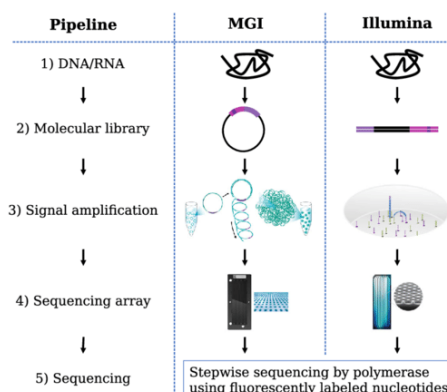 Pipeline
MGI
Illumina
1) DNA/RNA
2) Molecular library
3) Signal amplification
4) Sequencing array
5) Sequencing
Stepwise sequencing by polymerase
using fluorescently labeled nucleotides